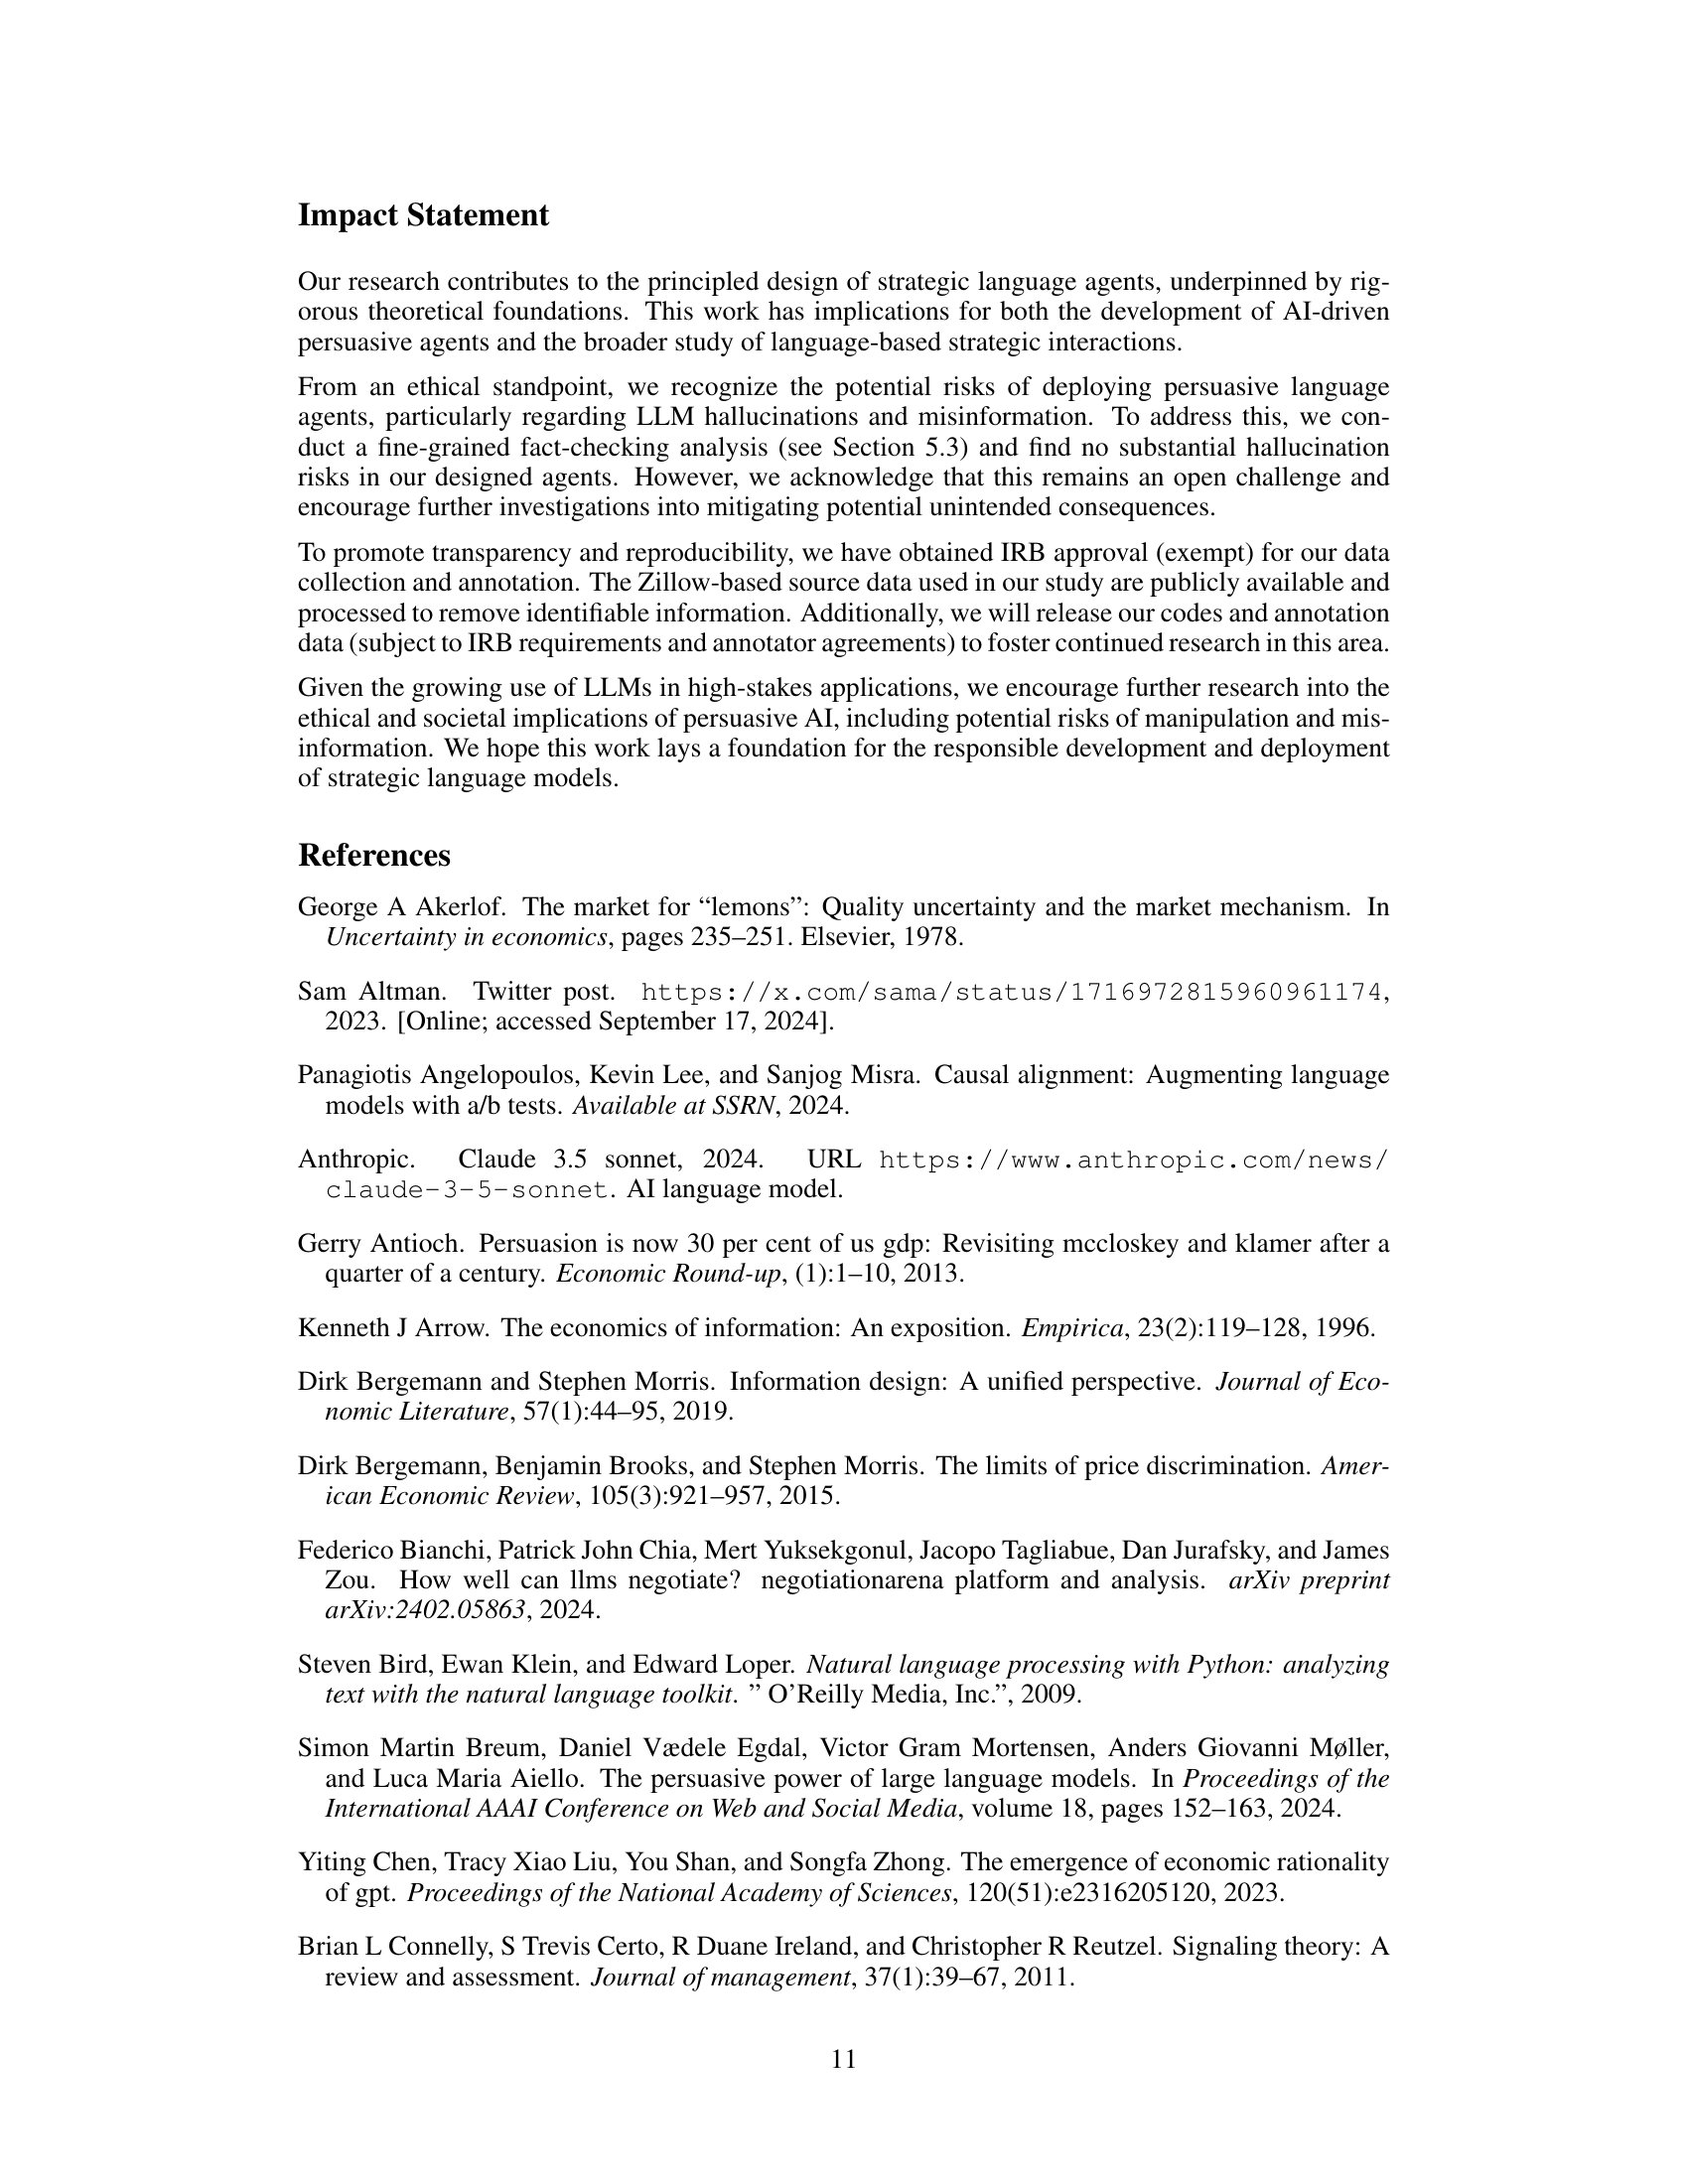 Impact Statement
Our research contributes to the principled design of strategic language agents, underpinned by rig-
orous theoretical foundations. This work has implications for both the development of AI-driven
persuasive agents and the broader study of language-based strategic interactions.
From an ethical standpoint, we recognize the potential risks of deploying persuasive language
agents, particularly regarding LLM hallucinations and misinformation. To address this, we con-
duct a fine-grained fact-checking analysis (see Section 5.3) and find no substantial hallucination
risks in our designed agents. However, we acknowledge that this remains an open challenge and
encourage further investigations into mitigating potential unintended consequences.
To promote transparency and reproducibility, we have obtained IRB approval (exempt) for our data
collection and annotation. The Zillow-based source data used in our study are publicly available and
processed to remove identifiable information. Additionally, we will release our codes and annotation
data (subject to IRB requirements and annotator agreements) to foster continued research in this area.
Given the growing use of LLMs in high-stakes applications, we encourage further research into the
ethical and societal implications of persuasive AI, including potential risks of manipulation and mis-
information. We hope this work lays a foundation for the responsible development and deployment
of strategic language models.
References
George A Akerlof. The market for “lemons”: Quality uncertainty and the market mechanism. In
Uncertainty in economics, pages 235–251. Elsevier, 1978.
Sam Altman. Twitter post. https://x.com/sama/status/1716972815960961174,
2023. [Online; accessed September 17, 2024].
Panagiotis Angelopoulos, Kevin Lee, and Sanjog Misra. Causal alignment: Augmenting language
models with a/b tests. Available at SSRN, 2024.
Anthropic. Claude 3.5 sonnet, 2024. URL https://www.anthropic.com/news/
claude-3-5-sonnet. AI language model.
Gerry Antioch. Persuasion is now 30 per cent of us gdp: Revisiting mccloskey and klamer after a
quarter of a century. Economic Round-up, (1):1–10, 2013.
Kenneth J Arrow. The economics of information: An exposition. Empirica, 23(2):119–128, 1996.
Dirk Bergemann and Stephen Morris. Information design: A unified perspective. Journal of Eco-
nomic Literature, 57(1):44–95, 2019.
Dirk Bergemann, Benjamin Brooks, and Stephen Morris. The limits of price discrimination. Amer-
ican Economic Review, 105(3):921–957, 2015.
Federico Bianchi, Patrick John Chia, Mert Yuksekgonul, Jacopo Tagliabue, Dan Jurafsky, and James
Zou. How well can llms negotiate? negotiationarena platform and analysis. arXiv preprint
arXiv:2402.05863, 2024.
Steven Bird, Ewan Klein, and Edward Loper. Natural language processing with Python: analyzing
text with the natural language toolkit. ” O’Reilly Media, Inc.”, 2009.
Simon Martin Breum, Daniel Vædele Egdal, Victor Gram Mortensen, Anders Giovanni Møller,
and Luca Maria Aiello. The persuasive power of large language models. In Proceedings of the
International AAAI Conference on Web and Social Media, volume 18, pages 152–163, 2024.
Yiting Chen, Tracy Xiao Liu, You Shan, and Songfa Zhong. The emergence of economic rationality
of gpt. Proceedings of the National Academy of Sciences, 120(51):e2316205120, 2023.
Brian L Connelly, S Trevis Certo, R Duane Ireland, and Christopher R Reutzel. Signaling theory: A
review and assessment. Journal of management, 37(1):39–67, 2011.
11